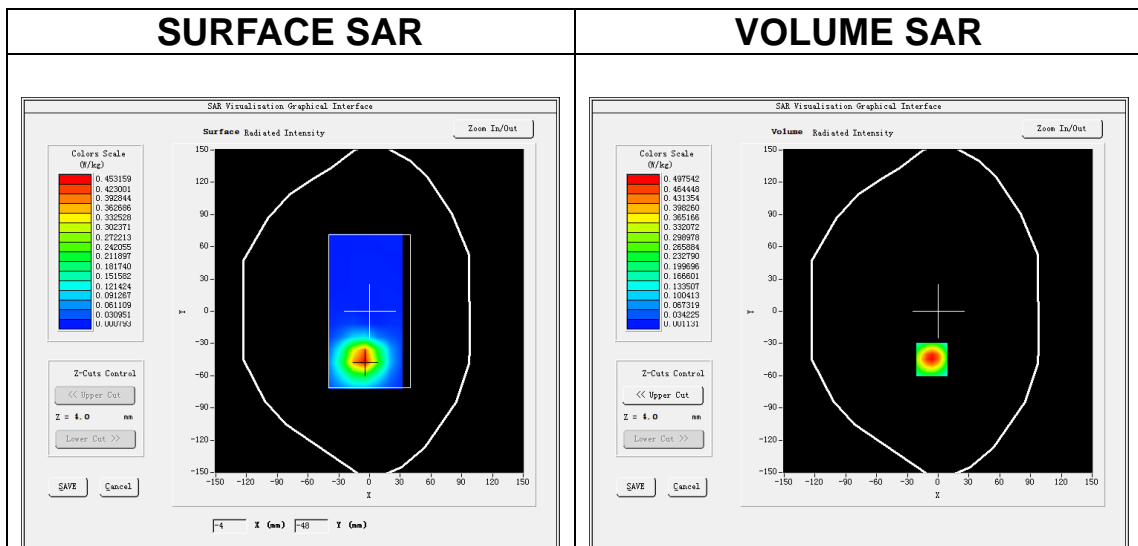 SURFACE SAR
VOLUME SAR
SAR Visualisation Graphical Interface
Surface Radiated Intensity
Zoom In/Out
Colors Scale
(W/kg)
0.453159
0.423001
0.392844
0.362686
0.332528
0.302371
0.272213
0.242055
0.211897
0.181740
0.151582
0.121424
0.091267
0.061109
0.030951
0.000793
Z-Cuts Control
<< Upper Cut
Z = 4.0 mm
Lower Cut >>
SAVE
Cancel
150
120
90
60
30
0
-30
-60
-90
-120
-150
Y
-150 -120 -90 -60 -30 0 30 60 90 120 150
X
-4 X (mm) -48 Y (mm)
SAR Visualisation Graphical Interface
Volume Radiated Intensity
Zoom In/Out
Colors Scale
(W/kg)
0.497542
0.464448
0.431354
0.398260
0.365166
0.332072
0.298978
0.265884
0.232790
0.199696
0.166601
0.133507
0.100413
0.067319
0.034225
0.001131
Z-Cuts Control
<< Upper Cut
Z = 4.0 mm
Lower Cut >>
SAVE
Cancel
150
120
90
60
30
0
-30
-60
-90
-120
-150
Y
-150 -120 -90 -60 -30 0 30 60 90 120 150
X